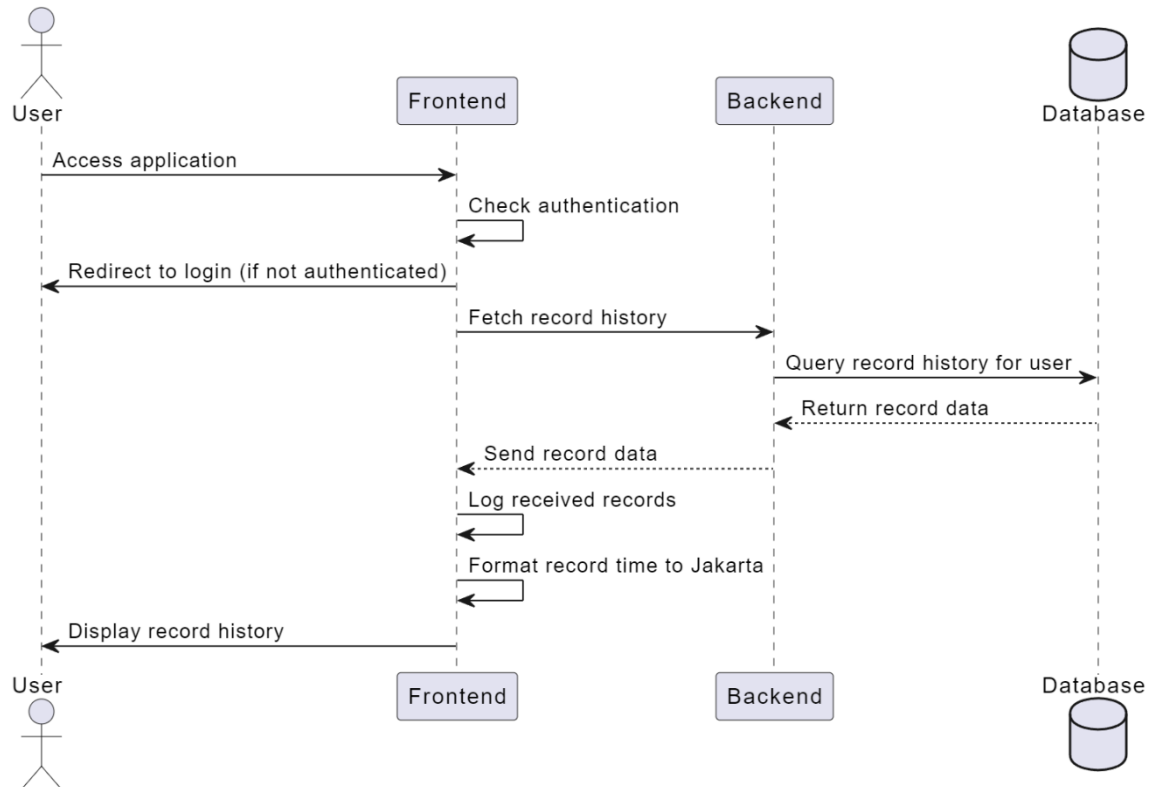 User
Frontend
Backend
Database
Access application
Check authentication
Redirect to login (if not authenticated)
Fetch record history
Query record history for user
Return record data
Send record data
Log received records
Format record time to Jakarta
Display record history
User
Frontend
Backend
Database